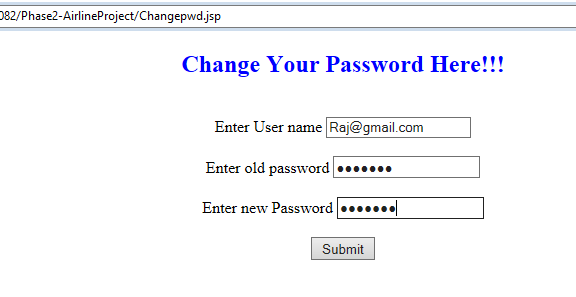 082/Phase2-AirlineProject/Changepwd.jsp
Change Your Password Here!!!
Enter User name Raj@gmail.com
Enter old password •••••••
Enter new Password •••••••
Submit